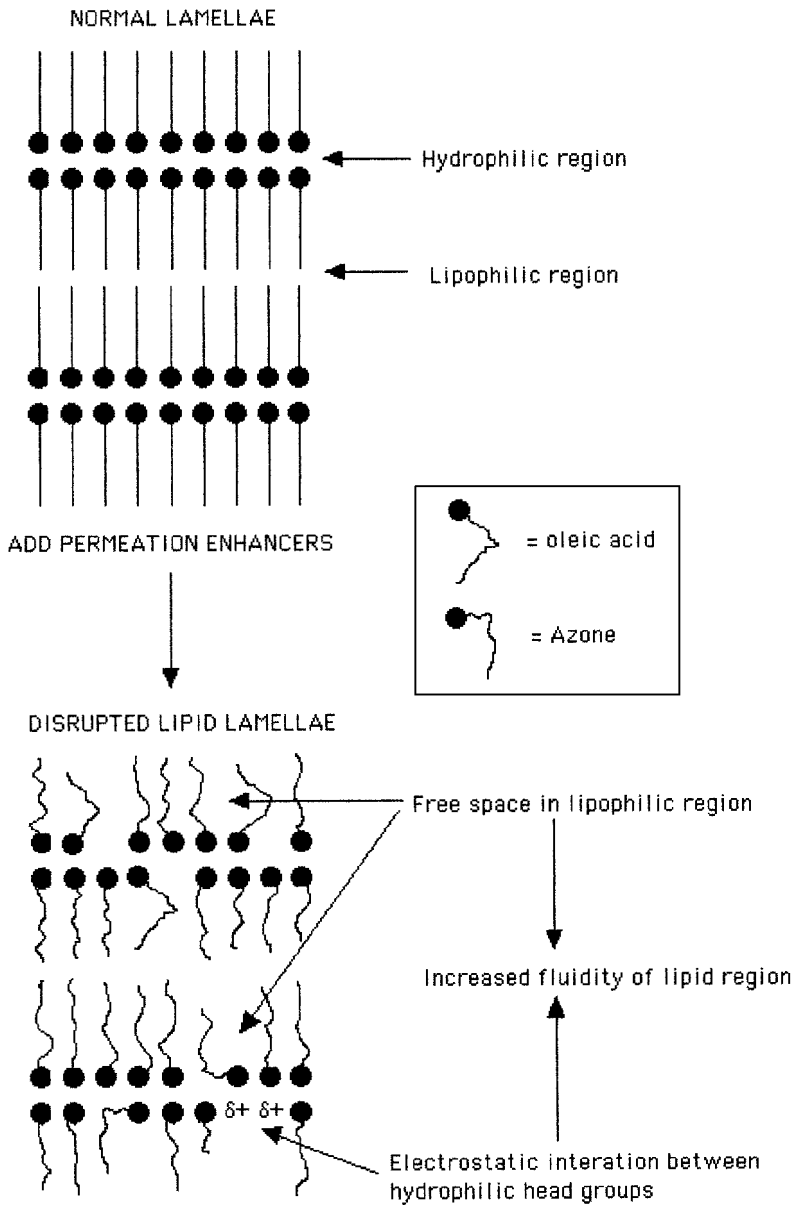 NORMAL LAMELLAE
Hydrophilic region
Lipophilic region
ADD PERMEATION ENHANCERS
= oleic acid
= Azone
DISRUPTED LIPID LAMELLAE
Free space in lipophilic region
Increased fluidity of lipid region
δ+ δ+
Electrostatic interation between
hydrophilic head groups